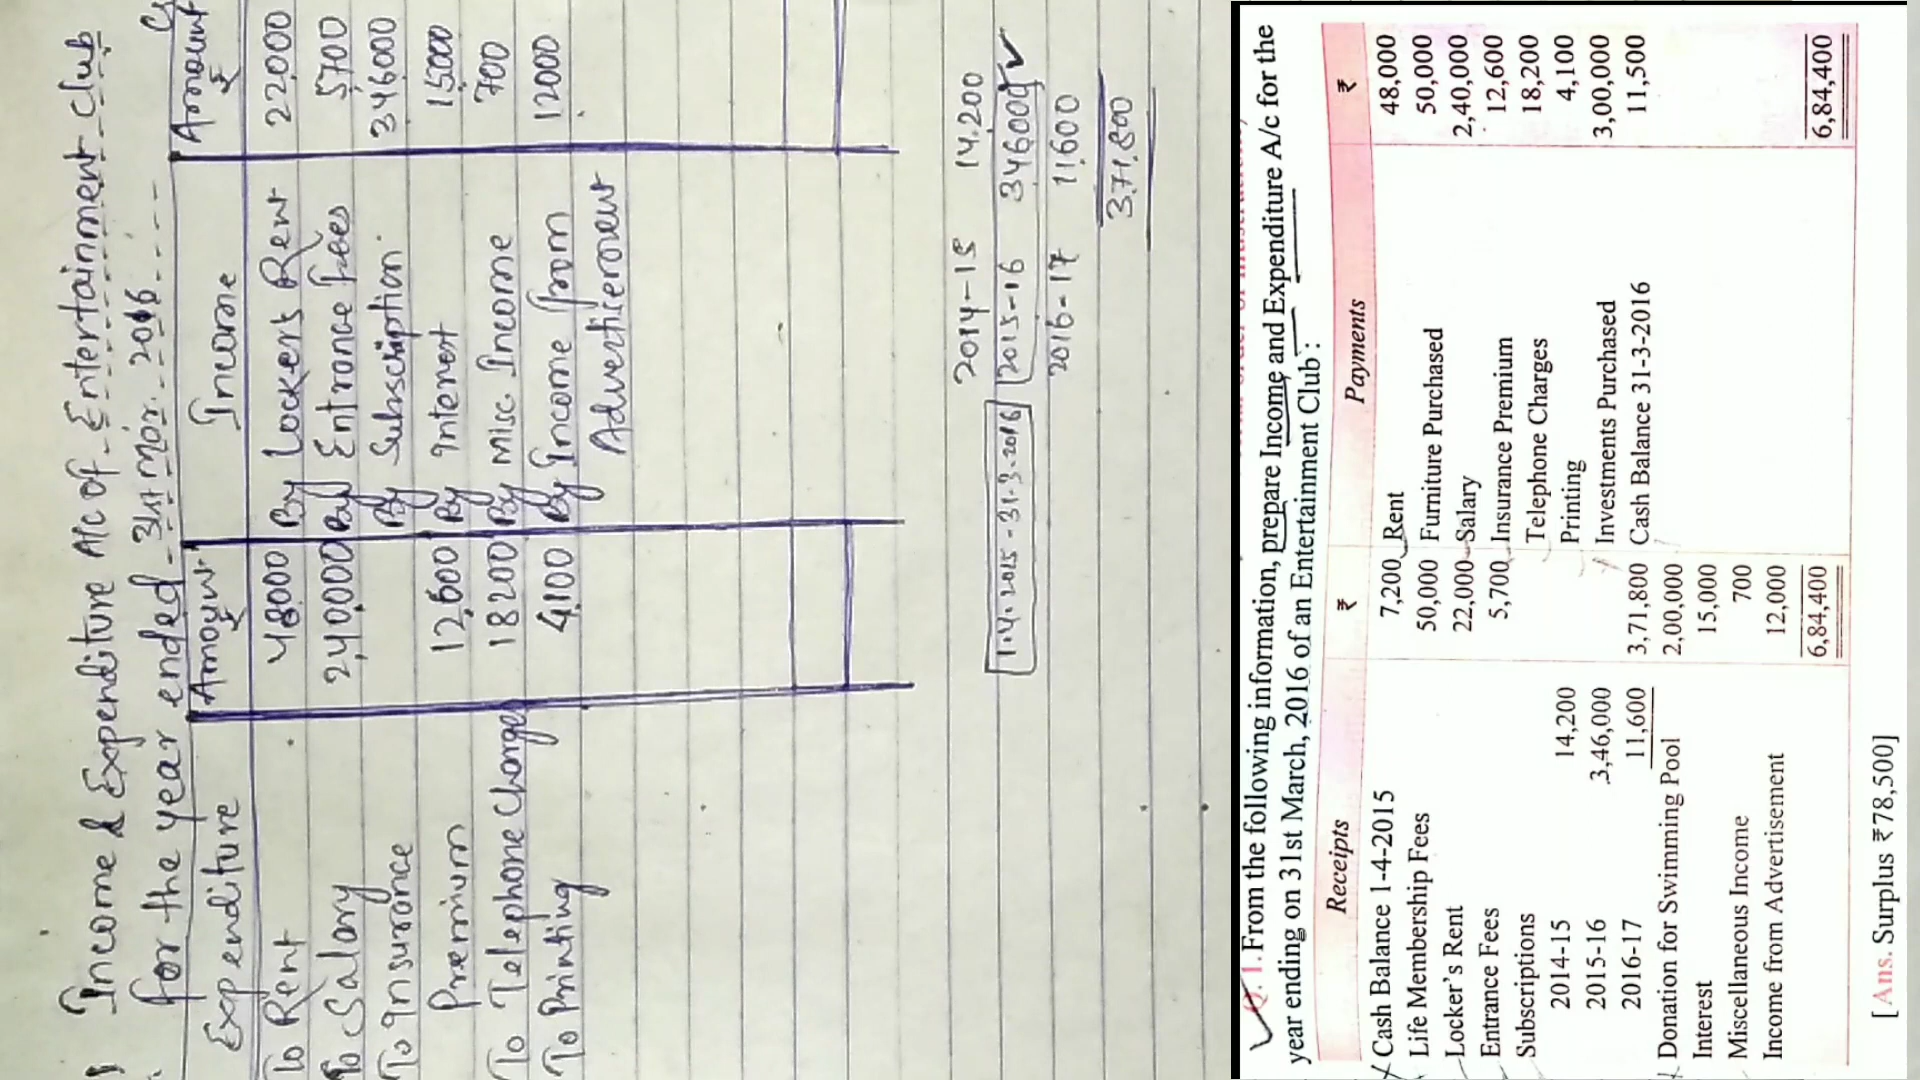 Income & Expenditure A/c of Entertainment Club
for the year ended 31st Mar. 2016
Expenditure Amount ₹ Income Amount ₹
To Rent 48000 By Lockers Rent 22000
To Salary 240000 By Entrance fees 5700
To Insurance By Subscription 346000
Premium 12600 By Interest 15000
To Telephone Charges 18200 By Misc Income 700
To Printing 4100 By Income from 12000
Advertisement
2014-15 14,200
1.4.2015-31.3.2016 2015-16 346000
2016-17 11600
3,71,800
Q. 1. From the following information, prepare Income and Expenditure A/c for the
year ending on 31st March, 2016 of an Entertainment Club :
Receipts ₹ Payments ₹
Cash Balance 1-4-2015 7,200 Rent 48,000
Life Membership Fees 50,000 Furniture Purchased 50,000
Locker's Rent 22,000 Salary 2,40,000
Entrance Fees 5,700 Insurance Premium 12,600
Subscriptions Telephone Charges 18,200
2014-15 14,200 Printing 4,100
2015-16 3,46,000 Investments Purchased 3,00,000
2016-17 11,600 3,71,800 Cash Balance 31-3-2016 11,500
Donation for Swimming Pool 2,00,000
Interest 15,000
Miscellaneous Income 700
Income from Advertisement 12,000
6,84,400 6,84,400
[Ans. Surplus ₹78,500]